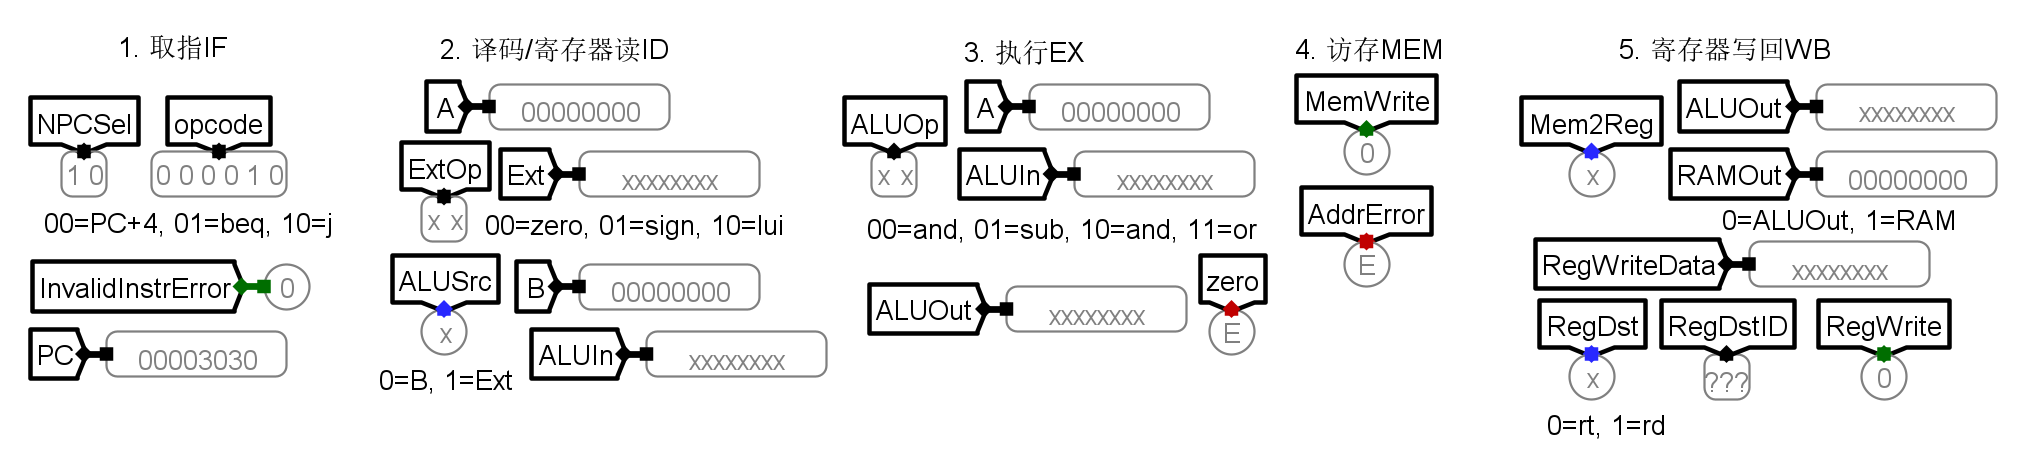 1. 取指IF
NPCSel
opcode
1 0
0 0 0 0 1 0
00=PC+4, 01=beq, 10=j
InvalidInstrError
0
PC
00003030
2. 译码/寄存器读ID
A
00000000
ExtOp
Ext
xxxxxxxx
x x
00=zero, 01=sign, 10=lui
ALUSrc
B
00000000
x
ALUIn
xxxxxxxx
0=B, 1=Ext
3. 执行EX
ALUOp
A
00000000
x x
ALUIn
xxxxxxxx
00=and, 01=sub, 10=and, 11=or
ALUOut
xxxxxxxx
zero
E
4. 访存MEM
MemWrite
0
AddrError
E
5. 寄存器写回WB
Mem2Reg
x
ALUOut
xxxxxxxx
RAMOut
00000000
0=ALUOut, 1=RAM
RegWriteData
xxxxxxxx
RegDst
RegDstID
RegWrite
x
???
0
0=rt, 1=rd